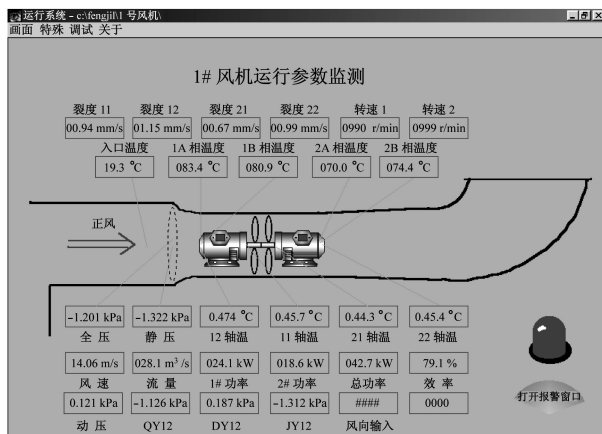 运行系统 - c:\fengjil\1 号风机\
画面 特殊 调试 关于
1# 风机运行参数监测
裂度 11 裂度 12 裂度 21 裂度 22 转速 1 转速 2
00.94 mm/s 01.15 mm/s 00.67 mm/s 00.99 mm/s 0990 r/min 0999 r/min
入口温度 1A 相温度 1B 相温度 2A 相温度 2B 相温度
19.3 °C 083.4 °C 080.9 °C 070.0 °C 074.4 °C
正风
-1.201 kPa -1.322 kPa 0.474 °C 0.45.7 °C 0.44.3 °C 0.45.4 °C
全 压 静 压 12 轴温 11 轴温 21 轴温 22 轴温
14.06 m/s 028.1 m³ /s 024.1 kW 018.6 kW 042.7 kW 79.1 %
风 速 流 量 1# 功率 2# 功率 总功率 效 率
0.121 kPa -1.126 kPa 0.187 kPa -1.312 kPa #### 0000
打开报警窗口
动 压 QY12 DY12 JY12 风向输入